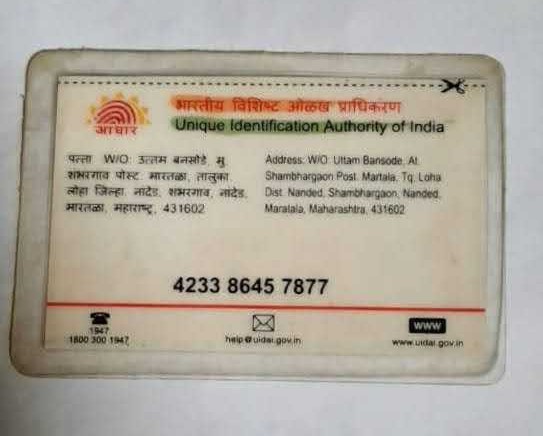 भारतीय विशिष्ट ओळख प्राधिकरण
Unique Identification Authority of India
आधार
पत्ता W/O: उत्तम बनसोडे, मु.
शंभरगाव पोस्ट मारतळा, तालुका.
लोहा जिल्हा. नांदेड, शंभरगाव, नांदेड,
मारतळा, महाराष्ट्र, 431602
Address: W/O: Uttam Bansode, At.
Shambhargaon Post. Martala, Tq. Loha
Dist. Nanded, Shambhargaon, Nanded,
Maratala, Maharashtra, 431602
4233 8645 7877
1947
1800 300 1947
help@uidai.gov.in
www
www.uidai.gov.in